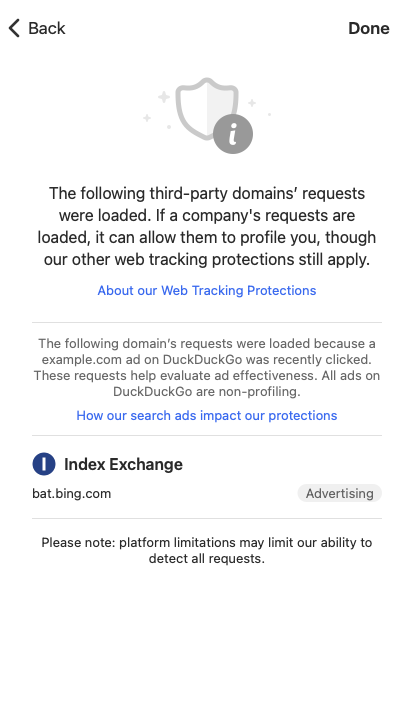 Back
Done
The following third-party domains’ requests
were loaded. If a company's requests are
loaded, it can allow them to profile you, though
our other web tracking protections still apply.
About our Web Tracking Protections
The following domain’s requests were loaded because a
example.com ad on DuckDuckGo was recently clicked.
These requests help evaluate ad effectiveness. All ads on
DuckDuckGo are non-profiling.
How our search ads impact our protections
Index Exchange
bat.bing.com
Advertising
Please note: platform limitations may limit our ability to
detect all requests.